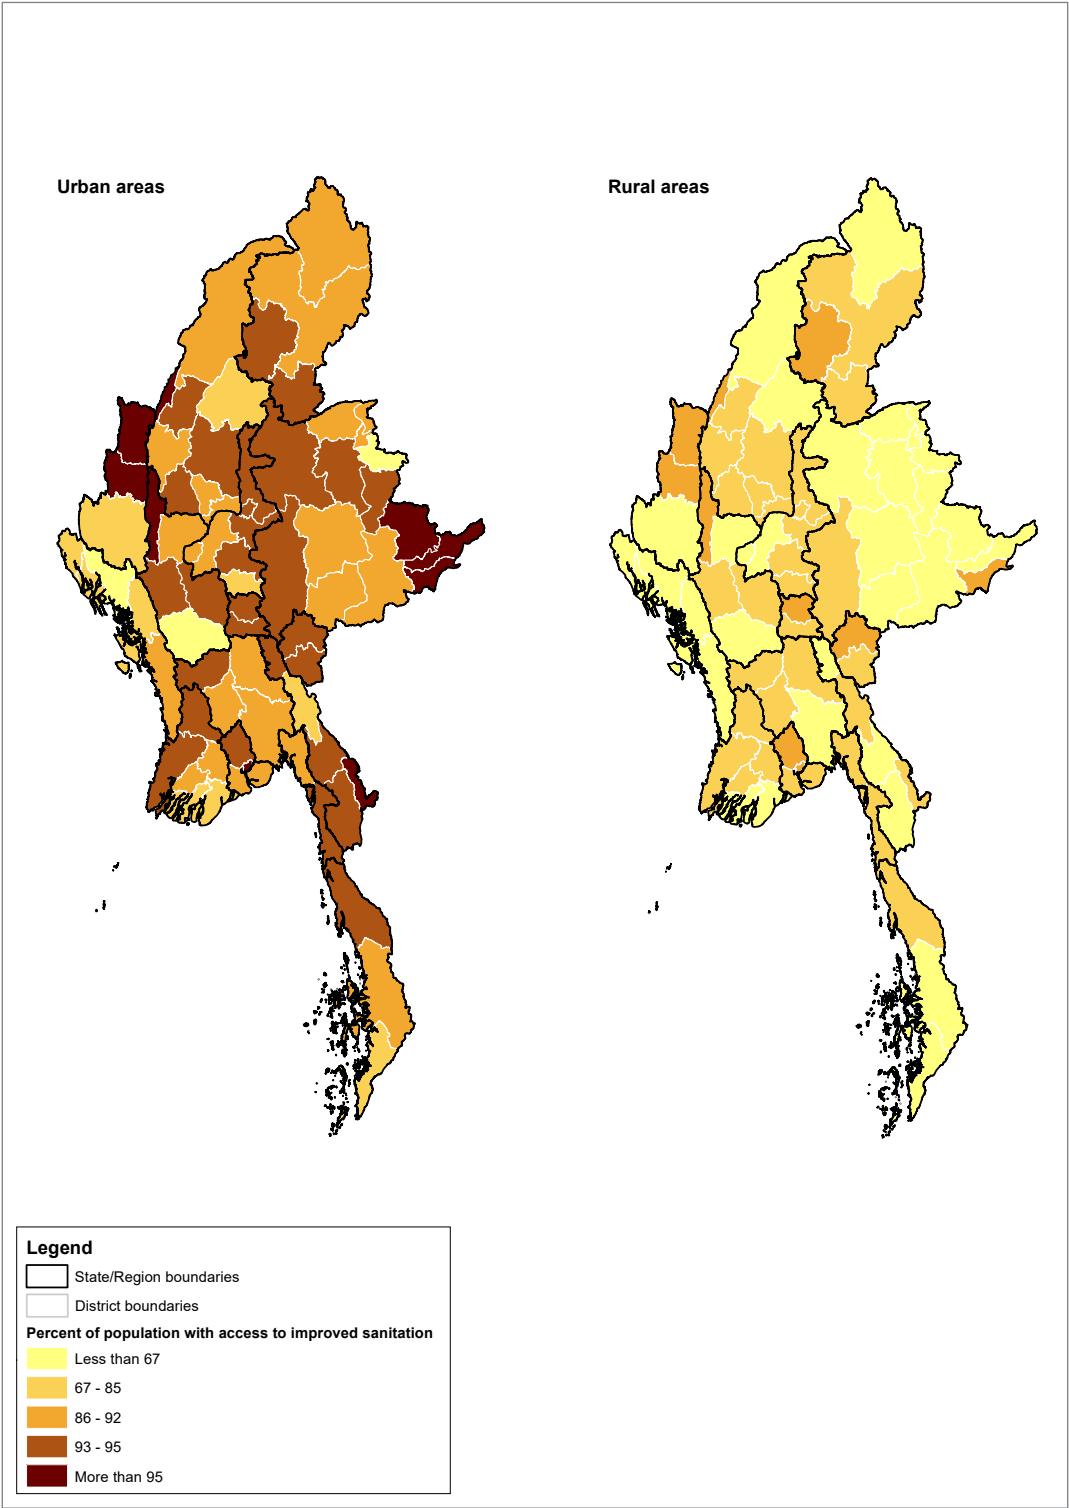 Urban areas
Rural areas
Legend
State/Region boundaries
District boundaries
Percent of population with access to improved sanitation
Less than 67
67 - 85
86 - 92
93 - 95
More than 95